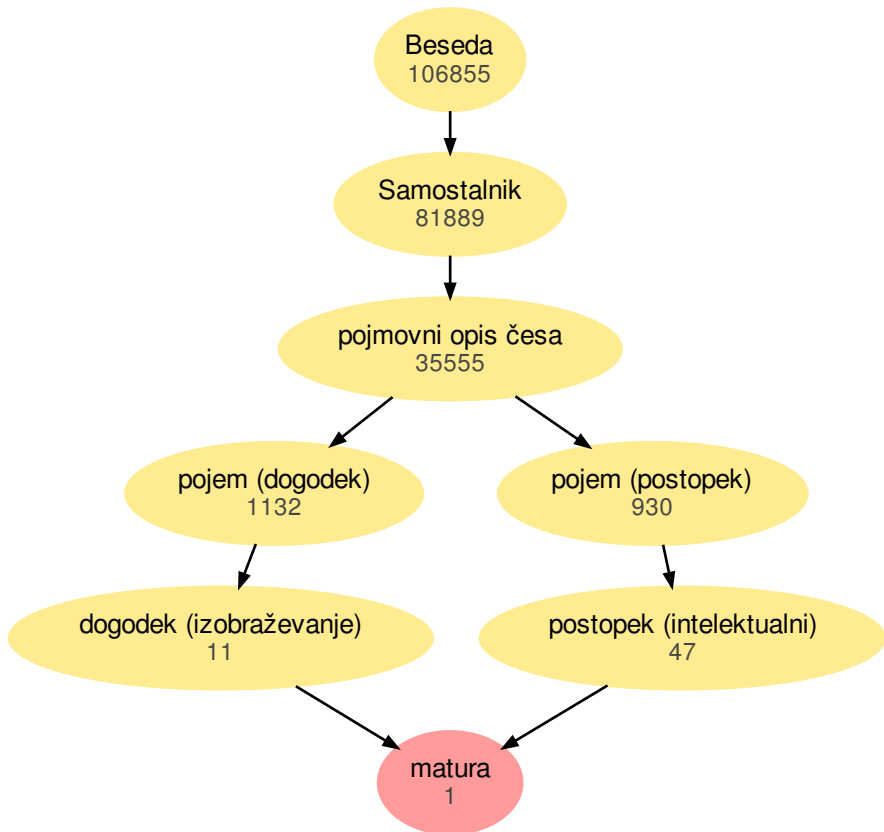 Beseda
106855
Samostalnik
81889
pojmovni opis česa
35555
pojem (dogodek)
1132
pojem (postopek)
930
dogodek (izobraževanje)
11
postopek (intelektualni)
47
matura
1